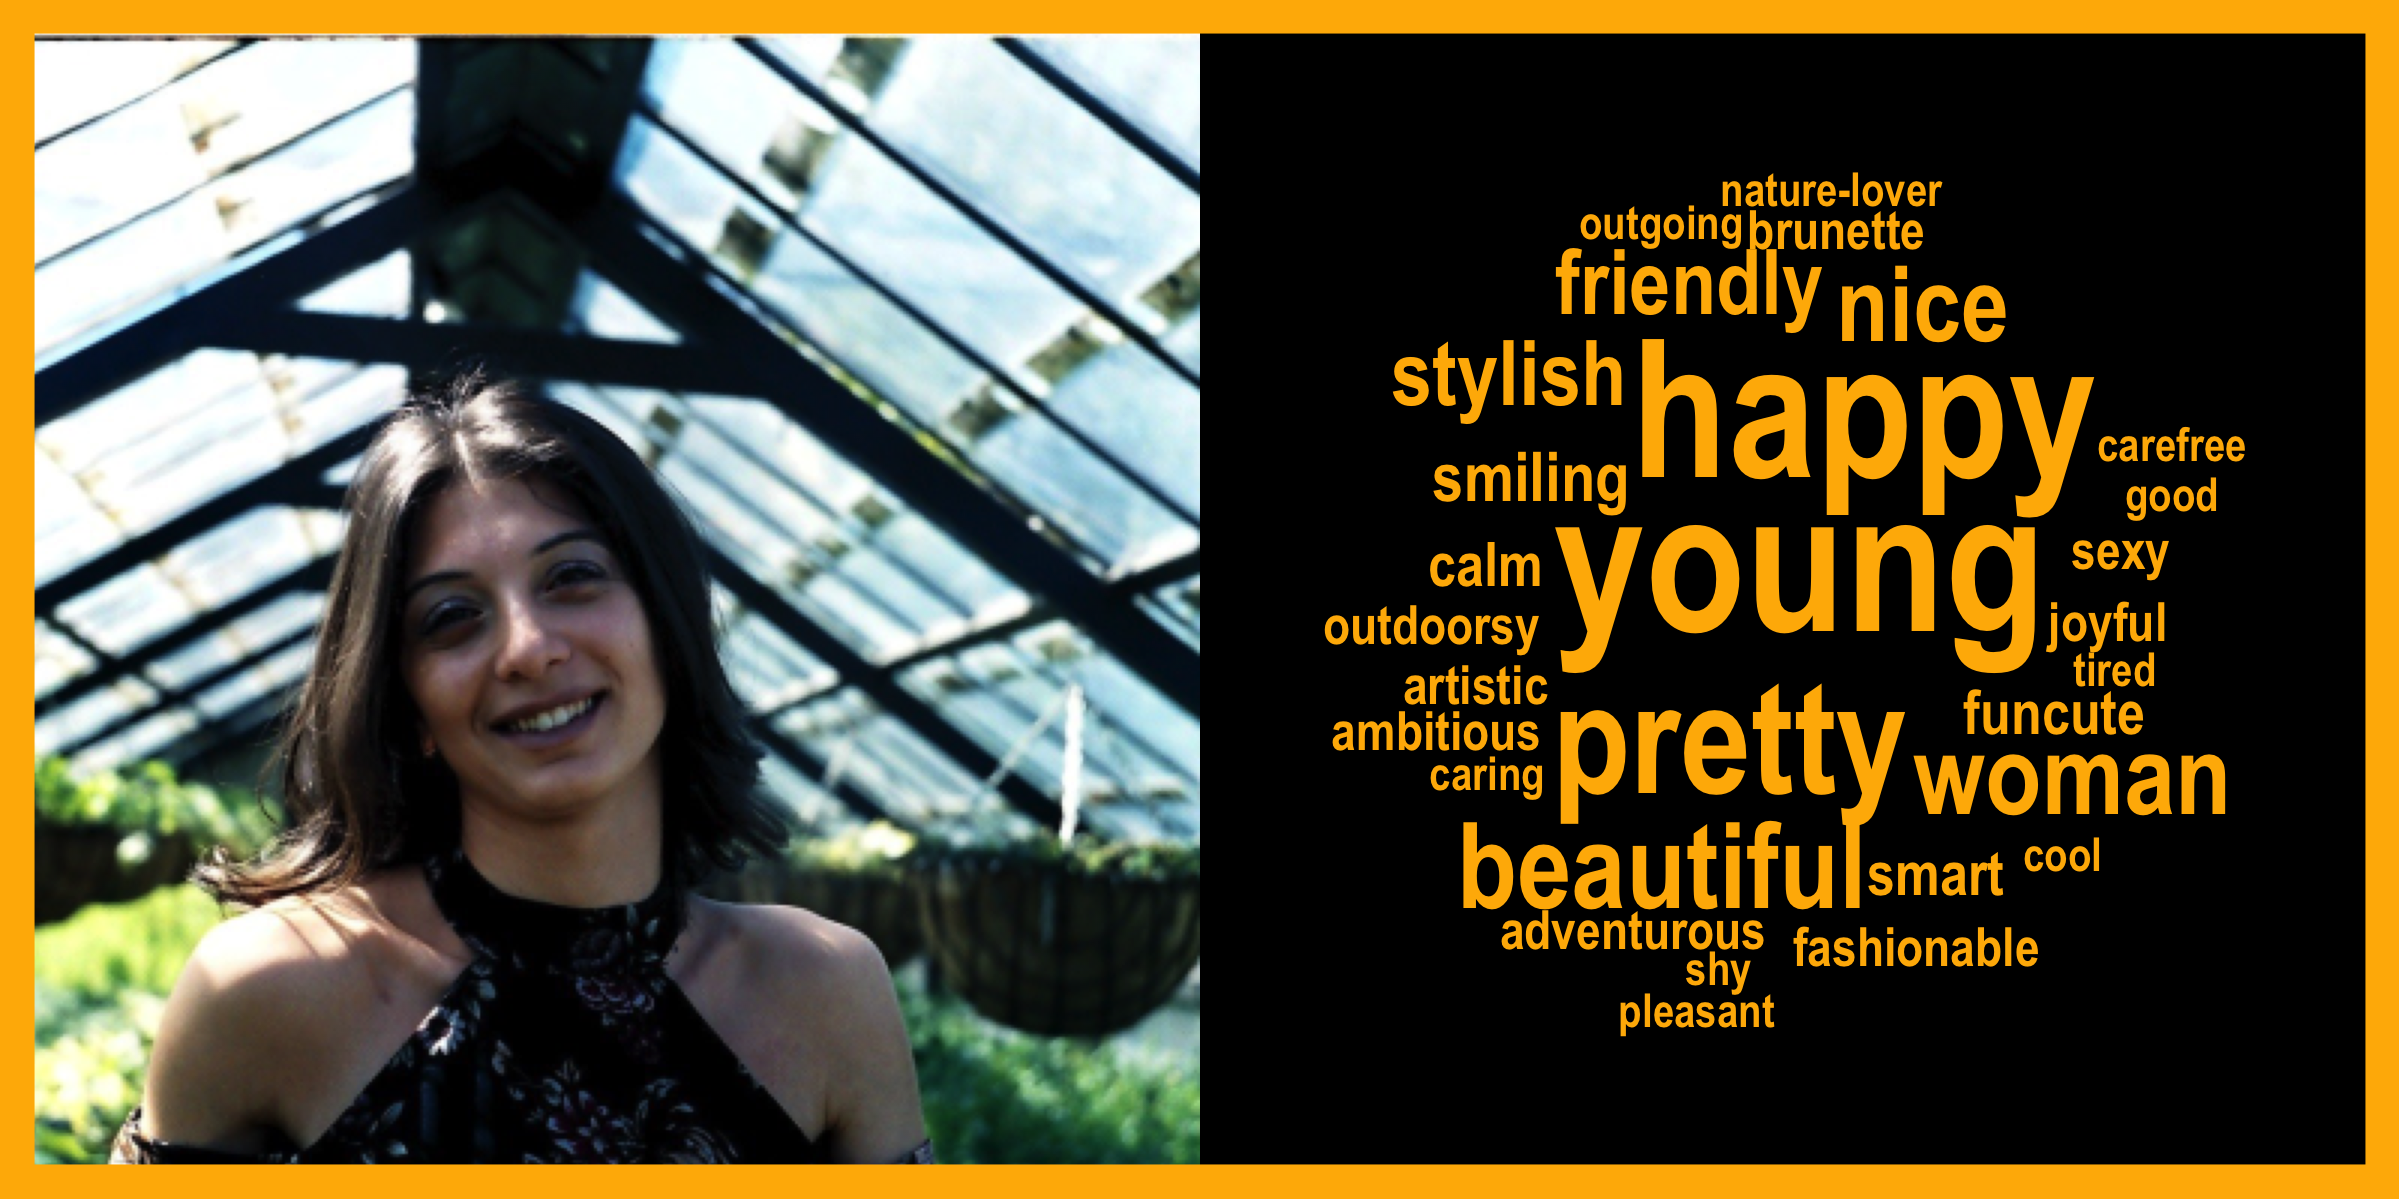 nature-lover
outgoing brunette
friendly nice
stylish happy
carefree
smiling
good
young
calm sexy
outdoorsy joyful
tired
artistic
funcute
ambitious pretty
caring woman
beautiful smart cool
adventurous fashionable
shy
pleasant